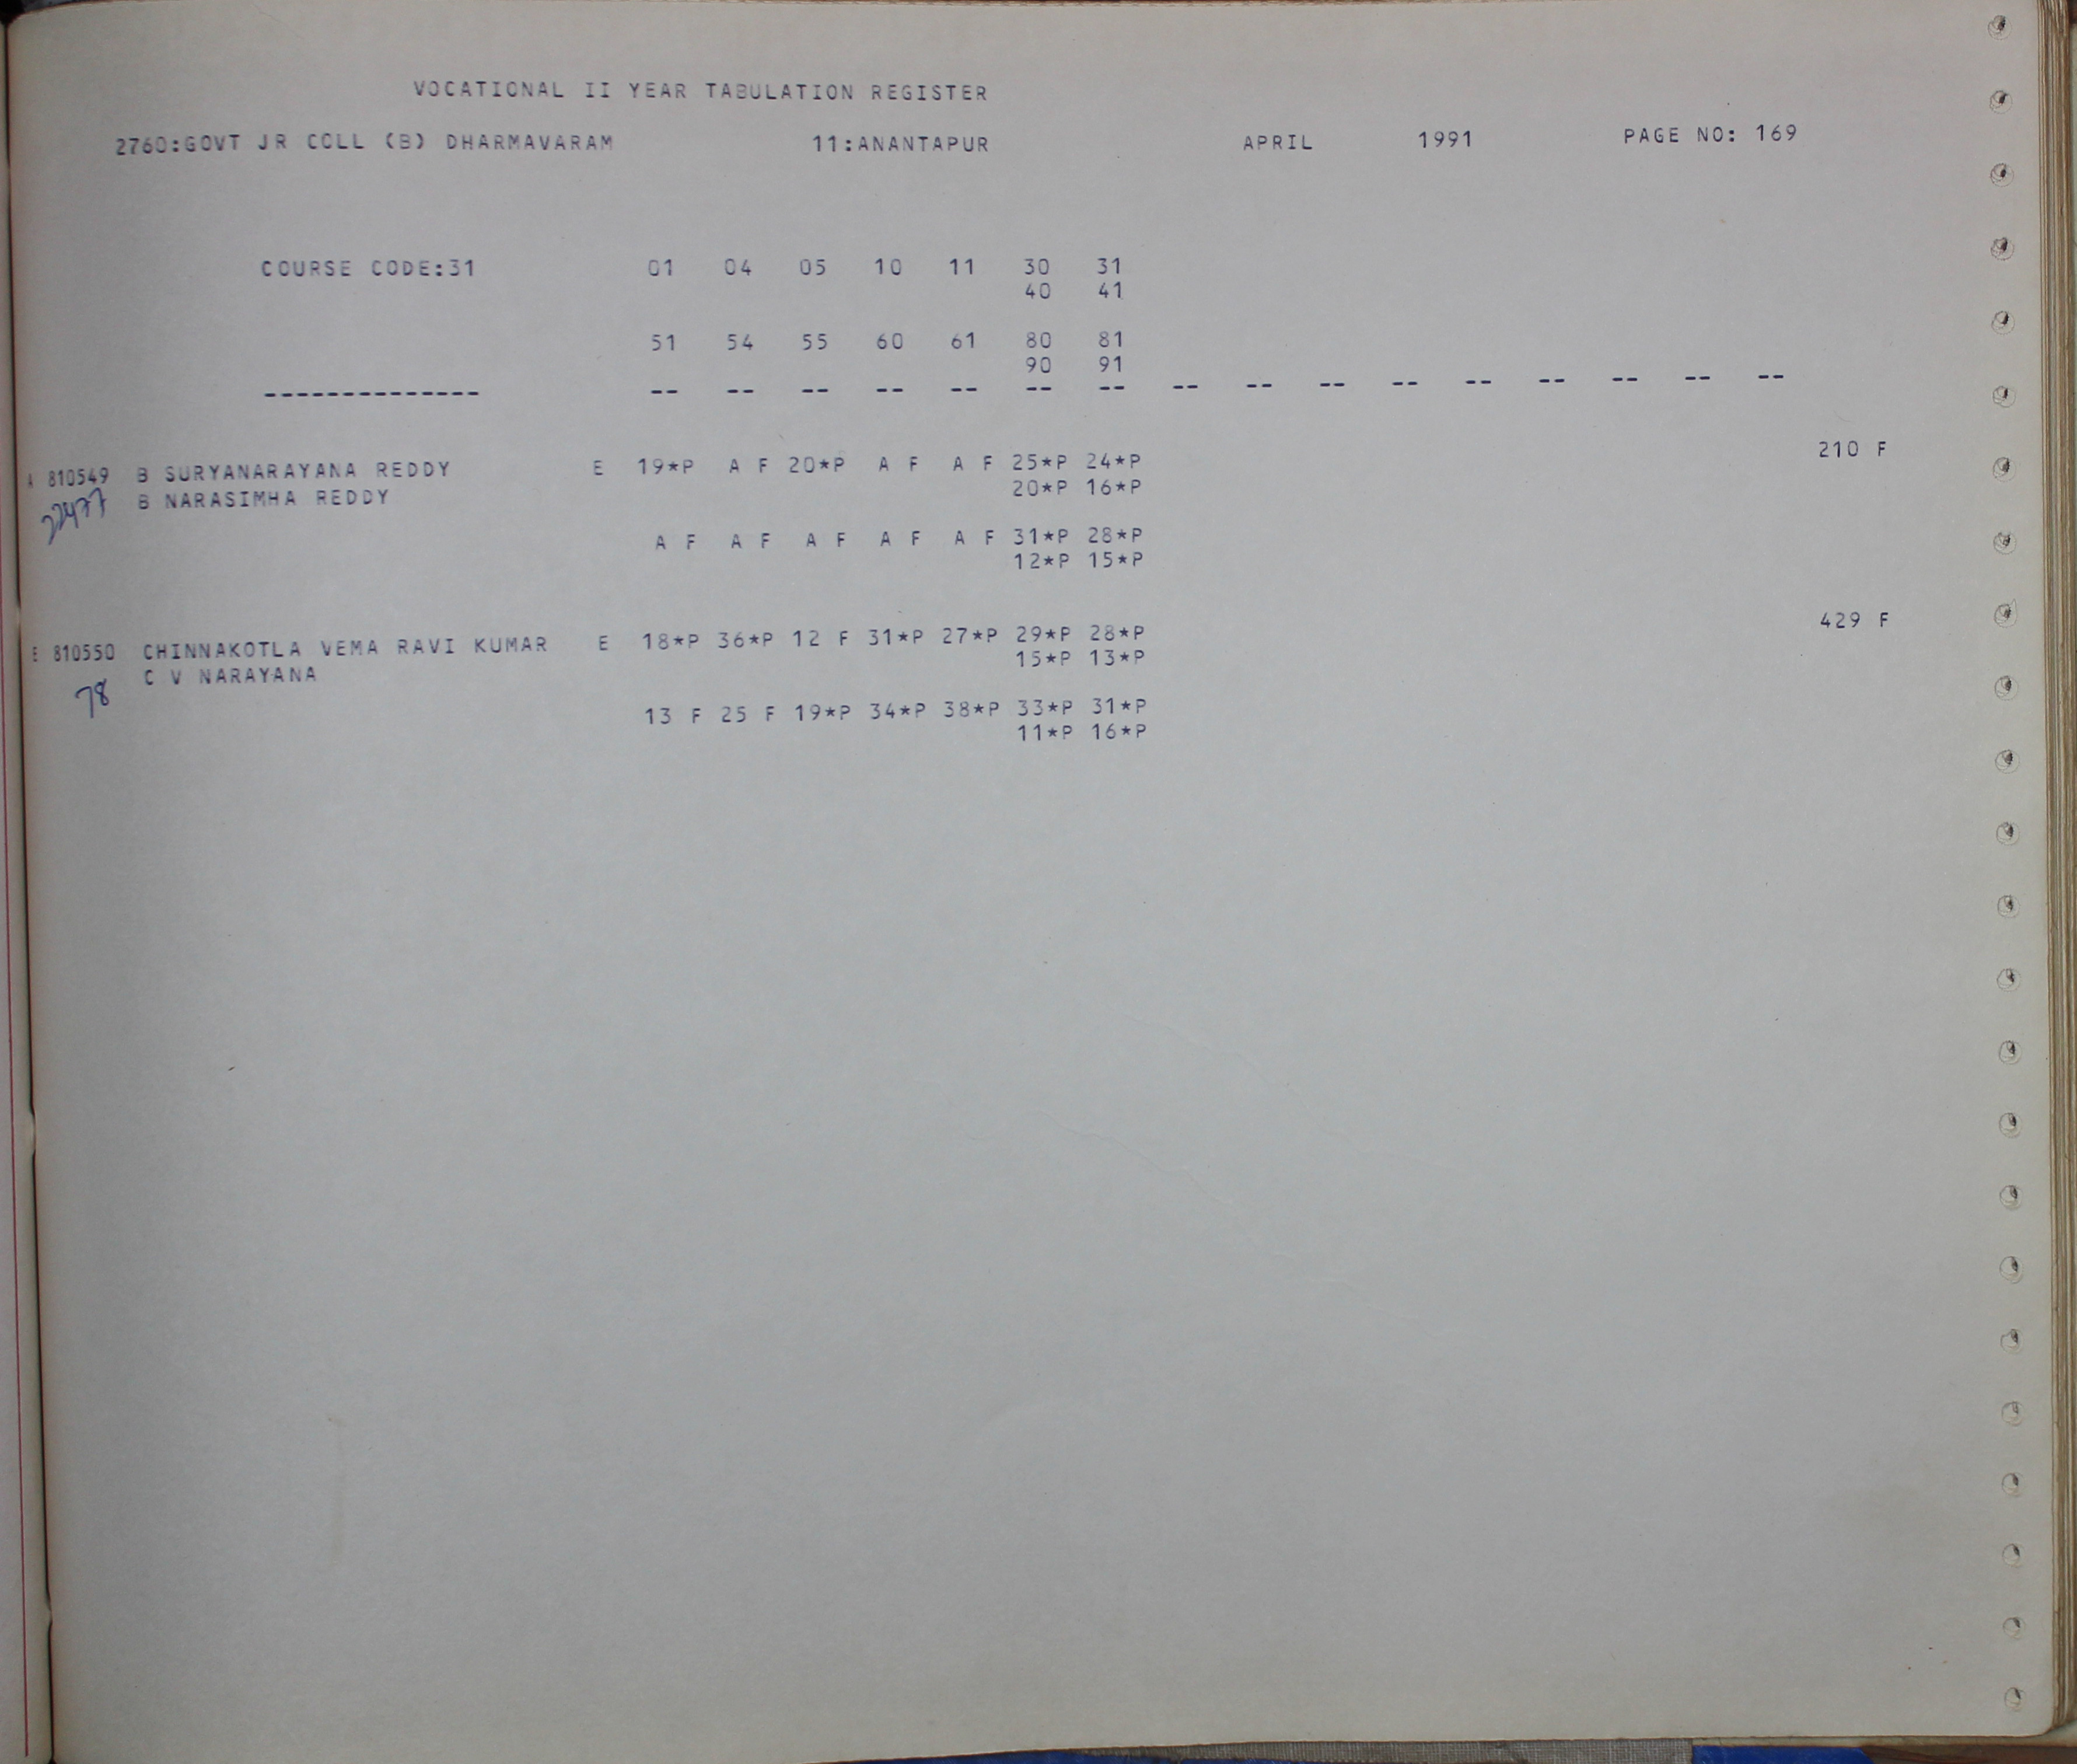 VOCATIONAL II YEAR TABULATION REGISTER
2760:GOVT JR COLL (B) DHARMAVARAM 11:ANANTAPUR APRIL 1991 PAGE NO: 169
COURSE CODE:31 01 04 05 10 11 30 31
40 41
51 54 55 60 61 80 81
90 91
-------------- -- -- -- -- -- -- -- -- -- -- -- -- -- -- -- --
A 810549 B SURYANARAYANA REDDY E 19*P A F 20*P A F A F 25*P 24*P 210 F
22477 B NARASIMHA REDDY 20*P 16*P
A F A F A F A F A F 31*P 28*P
12*P 15*P
E 810550 CHINNAKOTLA VEMA RAVI KUMAR E 18*P 36*P 12 F 31*P 27*P 29*P 28*P 429 F
C V NARAYANA 15*P 13*P
78
13 F 25 F 19*P 34*P 38*P 33*P 31*P
11*P 16*P